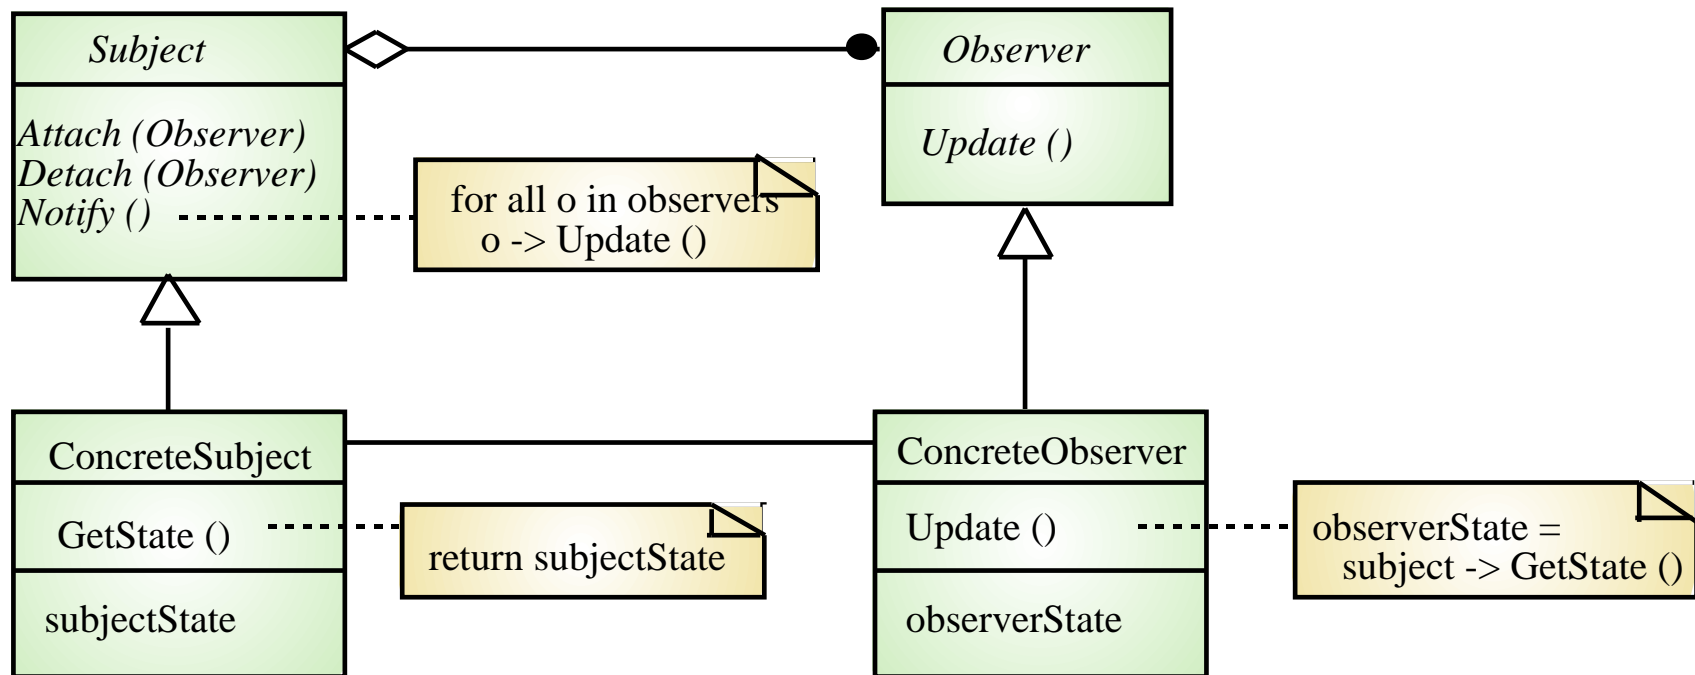 Subject
Observer
Attach (Observer)
Detach (Observer)
Notify ()
for all o in observers
o -> Update ()
Update ()
ConcreteSubject
GetState ()
subjectState
return subjectState
ConcreteObserver
Update ()
observerState
observerState =
subject -> GetState ()